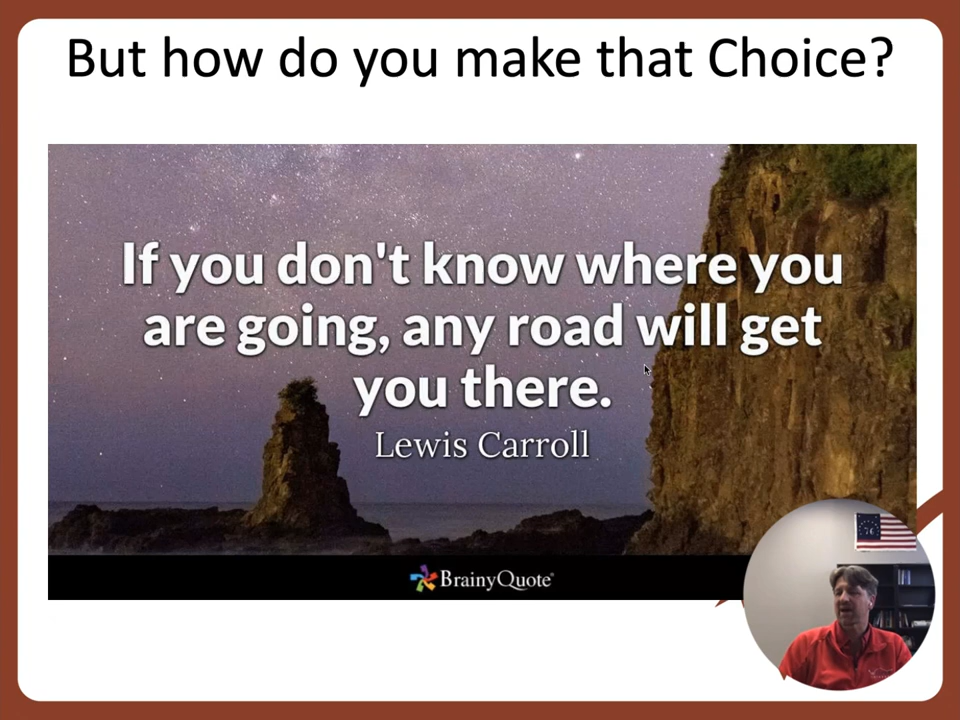 But how do you make that Choice?
If you don't know where you
are going, any road will get
you there.
Lewis Carroll
BrainyQuote®
76